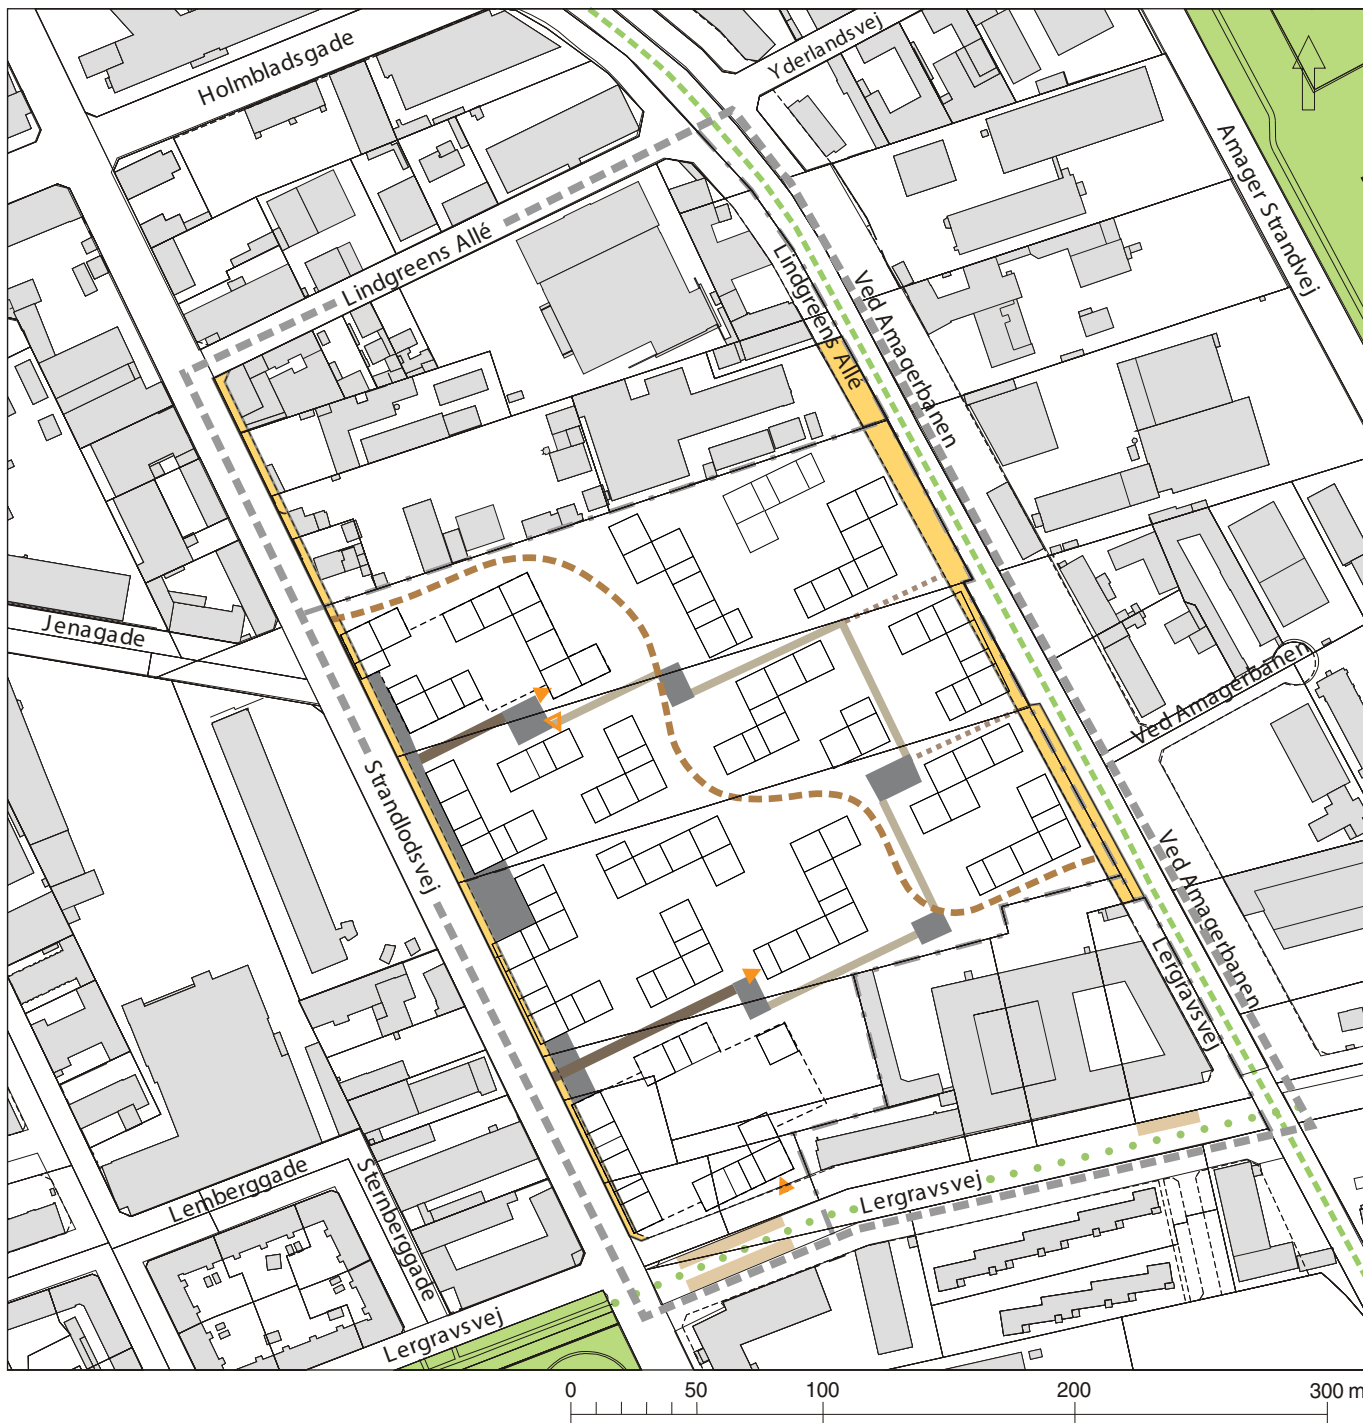 Holmbladsgade
Yderlandsvej
Amager Strandvej
Lindgreens Allé
Lindgreens Allé
Ved Amagerbanen
Jenagade
Ved Amagerbanen
Strandlodsvej
Ved Amagerbanen
Lergravsvej
Lemberggade
Sternberggade
Lergravsvej
Lergravsvej
0 50 100 200 300 m